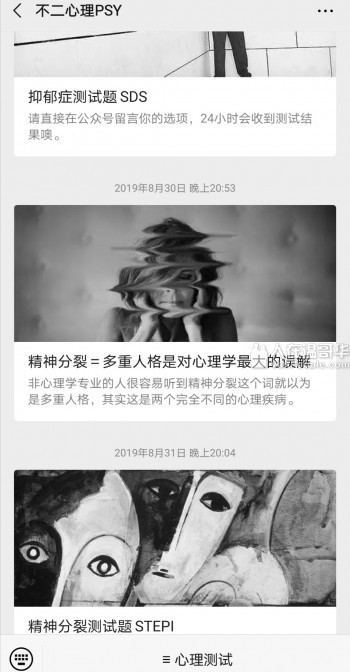 不二心理PSY
抑郁症测试题 SDS
请直接在公众号留言你的选项，24小时会收到测试结
果噢。
2019年8月30日 晚上20:53
精神分裂 = 多重人格是对心理学最大的误解
非心理学专业的人很容易听到精神分裂这个词就以为
是多重人格，其实这是两个完全不同的心理疾病。
2019年8月31日 晚上20:04
精神分裂测试题 STEPI
心理测试